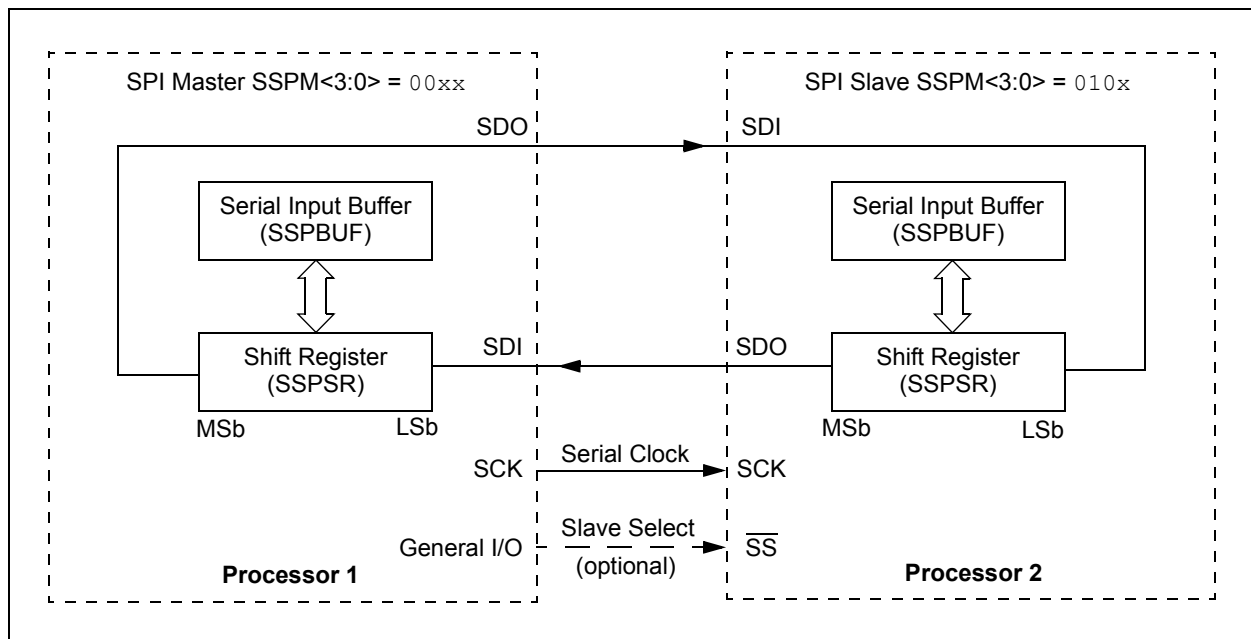 SPI Master SSPM<3:0> = 00xx
SDO
Serial Input Buffer
(SSPBUF)
Shift Register
(SSPSR)
MSb
LSb
SDI
SCK
General I/O
Processor 1
Serial Clock
Slave Select
(optional)
SPI Slave SSPM<3:0> = 010x
SDI
Serial Input Buffer
(SSPBUF)
SDO
Shift Register
(SSPSR)
MSb
LSb
SCK
S̅S̅
Processor 2